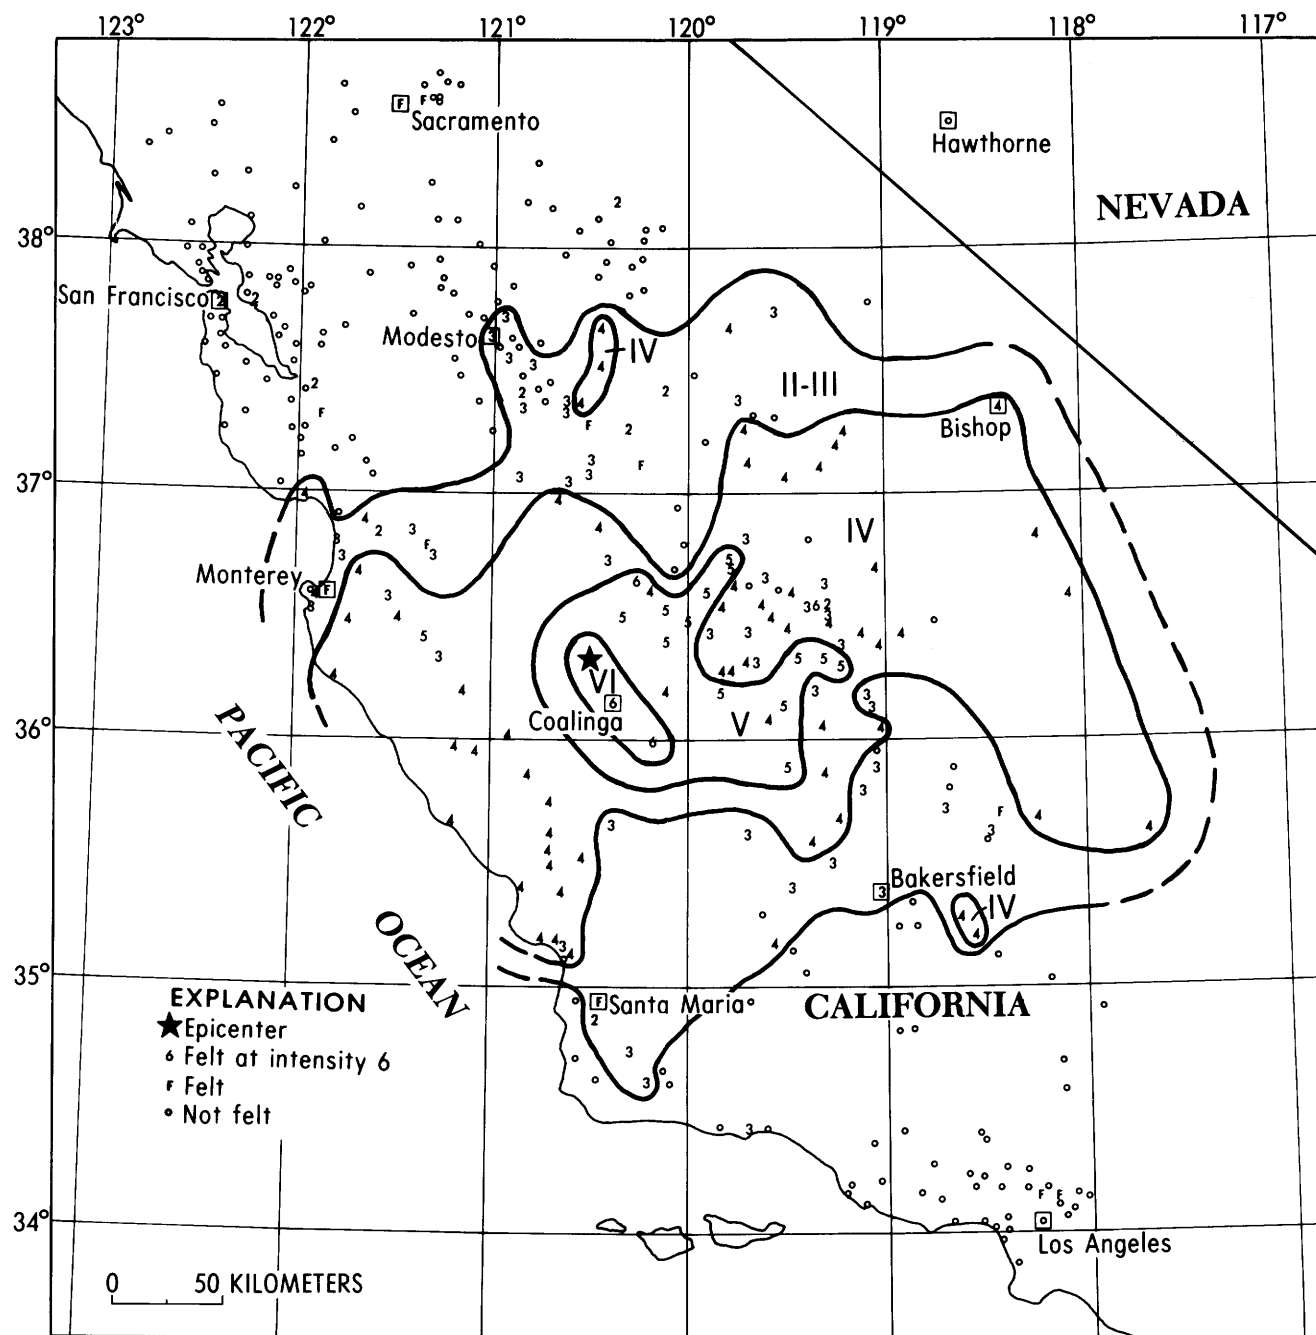 123° 122° 121° 120° 119° 118° 117°
Sacramento
Hawthorne
NEVADA
38°
San Francisco
Modesto
IV
II-III
Bishop
37°
IV
Monterey
VI
Coalinga
V
36°
PACIFIC
Bakersfield
IV
OCEAN
35°
EXPLANATION
Santa Maria
CALIFORNIA
Epicenter
6 Felt at intensity 6
F Felt
Not felt
34°
Los Angeles
0 50 KILOMETERS